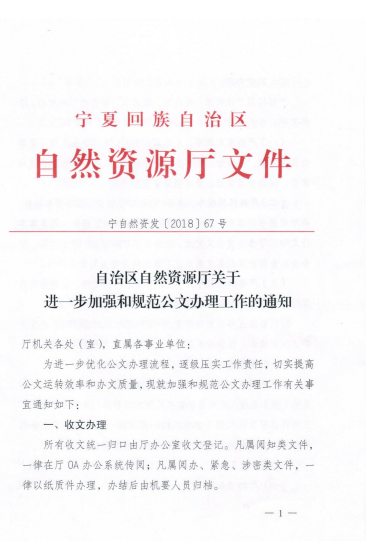 宁夏回族自治区
自然资源厅文件
宁自然资发〔2018〕67号
自治区自然资源厅关于
进一步加强和规范公文办理工作的通知
厅机关各处（室），直属各事业单位：
为进一步优化公文办理流程，逐级压实工作责任，切实提高
公文运转效率和办文质量，现就加强和规范公文办理工作有关事
宜通知如下：
一、收文办理
所有收文统一归口由厅办公室收文登记。凡属阅知类文件，
一律在厅OA办公系统传阅；凡属阅办、紧急、涉密类文件，一
律以纸质件办理，办结后由机要人员归档。
— 1 —